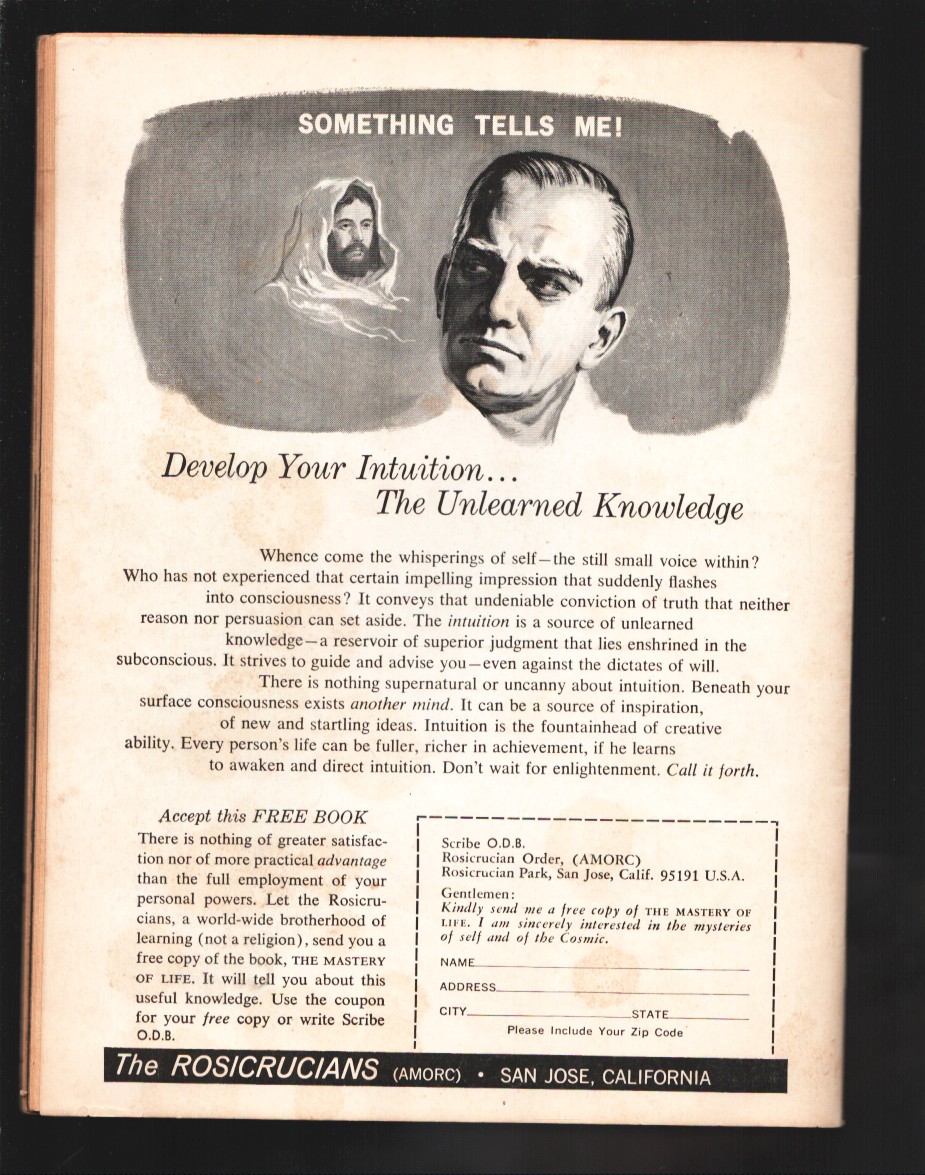 SOMETHING TELLS ME!
Develop Your Intuition...
The Unlearned Knowledge
Whence come the whisperings of self—the still small voice within?
Who has not experienced that certain impelling impression that suddenly flashes
into consciousness? It conveys that undeniable conviction of truth that neither
reason nor persuasion can set aside. The intuition is a source of unlearned
knowledge—a reservoir of superior judgment that lies enshrined in the
subconscious. It strives to guide and advise you—even against the dictates of will.
There is nothing supernatural or uncanny about intuition. Beneath your
surface consciousness exists another mind. It can be a source of inspiration,
of new and startling ideas. Intuition is the fountainhead of creative
ability. Every person's life can be fuller, richer in achievement, if he learns
to awaken and direct intuition. Don't wait for enlightenment. Call it forth.
Accept this FREE BOOK
There is nothing of greater satisfac-
tion nor of more practical advantage
than the full employment of your
personal powers. Let the Rosicru-
cians, a world-wide brotherhood of
learning (not a religion), send you a
free copy of the book, THE MASTERY
OF LIFE. It will tell you about this
useful knowledge. Use the coupon
for your free copy or write Scribe
O.D.B.
Scribe O.D.B.
Rosicrucian Order, (AMORC)
Rosicrucian Park, San Jose, Calif. 95191 U.S.A.
Gentlemen:
Kindly send me a free copy of THE MASTERY OF
LIFE. I am sincerely interested in the mysteries
of self and of the Cosmic.
NAME
ADDRESS
CITY STATE
Please Include Your Zip Code
The ROSICRUCIANS (AMORC) • SAN JOSE, CALIFORNIA